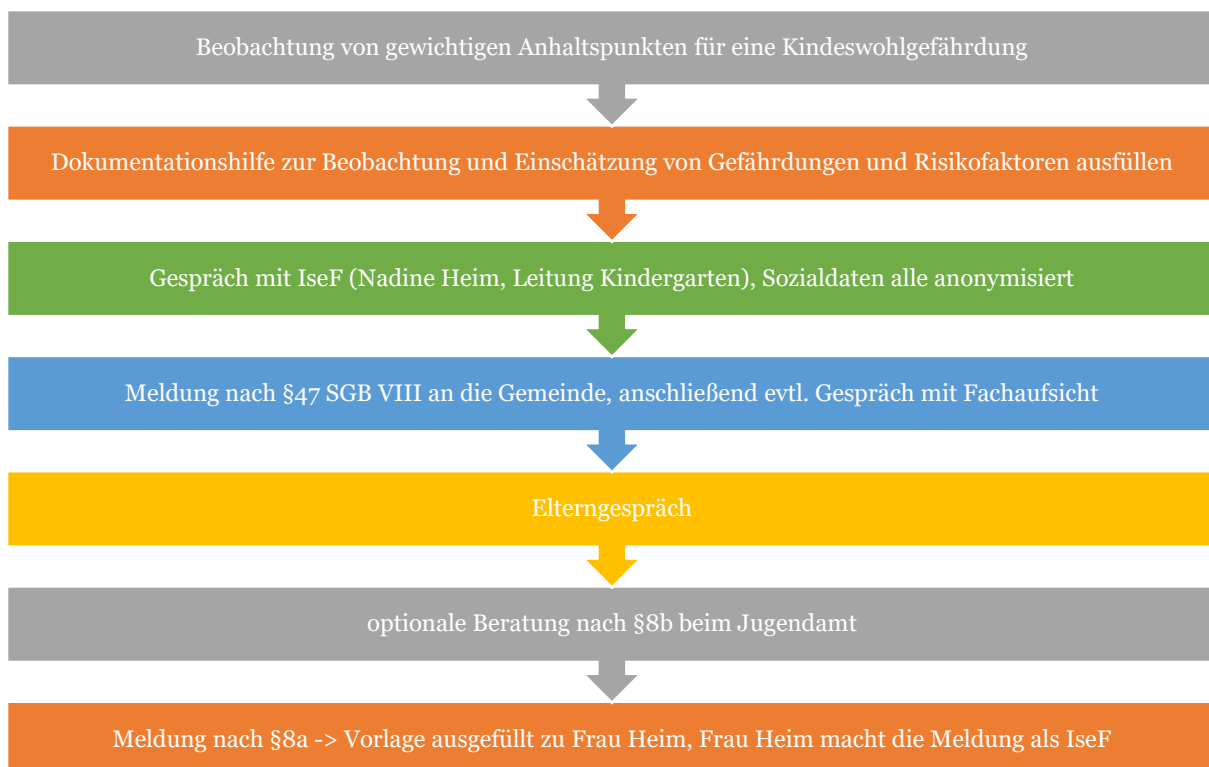 Beobachtung von gewichtigen Anhaltspunkten für eine Kindeswohlgefährdung
Dokumentationshilfe zur Beobachtung und Einschätzung von Gefährdungen und Risikofaktoren ausfüllen
Gespräch mit IseF (Nadine Heim, Leitung Kindergarten), Sozialdaten alle anonymisiert
Meldung nach §47 SGB VIII an die Gemeinde, anschließend evtl. Gespräch mit Fachaufsicht
Elterngespräch
optionale Beratung nach §8b beim Jugendamt
Meldung nach §8a -> Vorlage ausgefüllt zu Frau Heim, Frau Heim macht die Meldung als IseF